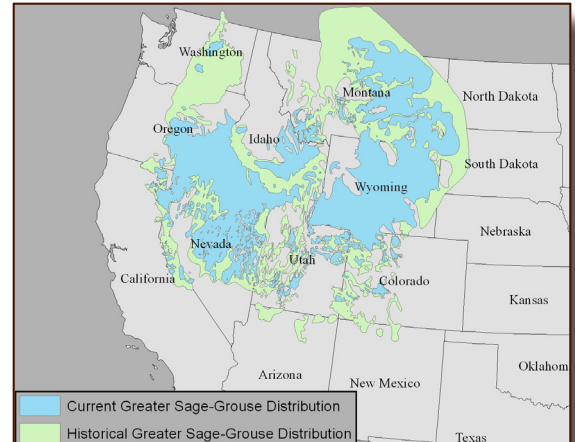 Washington
Montana
North Dakota
Oregon
Idaho
South Dakota
Wyoming
Nebraska
Nevada
Utah
California
Colorado
Kansas
Oklahom
Arizona
New Mexico
Texas
Current Greater Sage-Grouse Distribution
Historical Greater Sage-Grouse Distribution